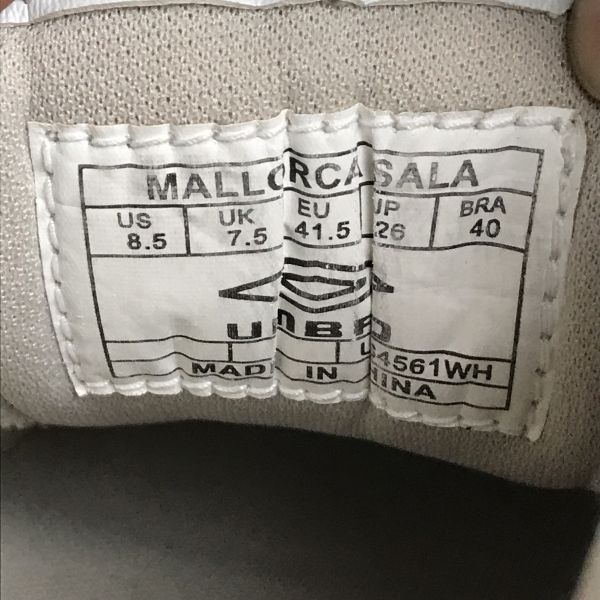 MALLORCA SALA
US UK EU JP BRA
8.5 7.5 41.5 26 40
UMBRO
4561WH
MADE IN CHINA